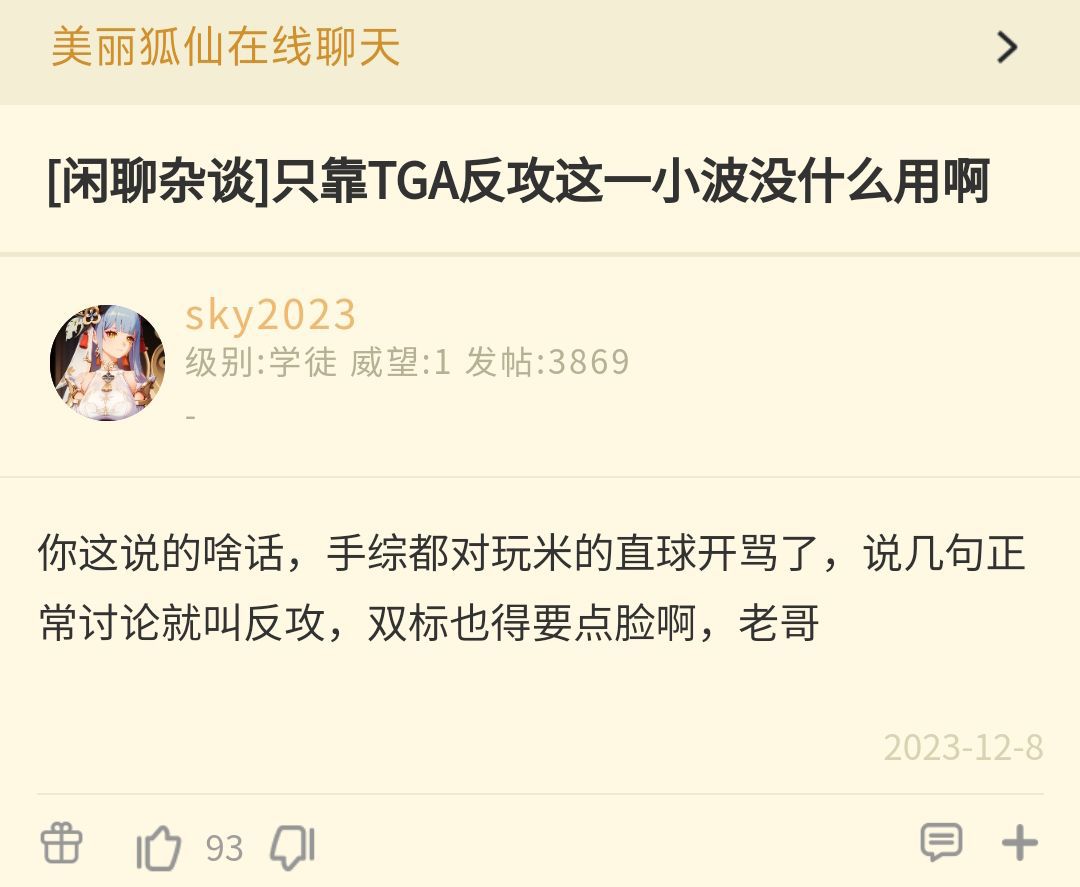 美丽狐仙在线聊天
[闲聊杂谈]只靠TGA反攻这一小波没什么用啊
sky2023
级别:学徒 威望:1 发帖:3869
-
你这说的啥话，手综都对玩米的直球开骂了，说几句正
常讨论就叫反攻，双标也得要点脸啊，老哥
2023-12-8
93